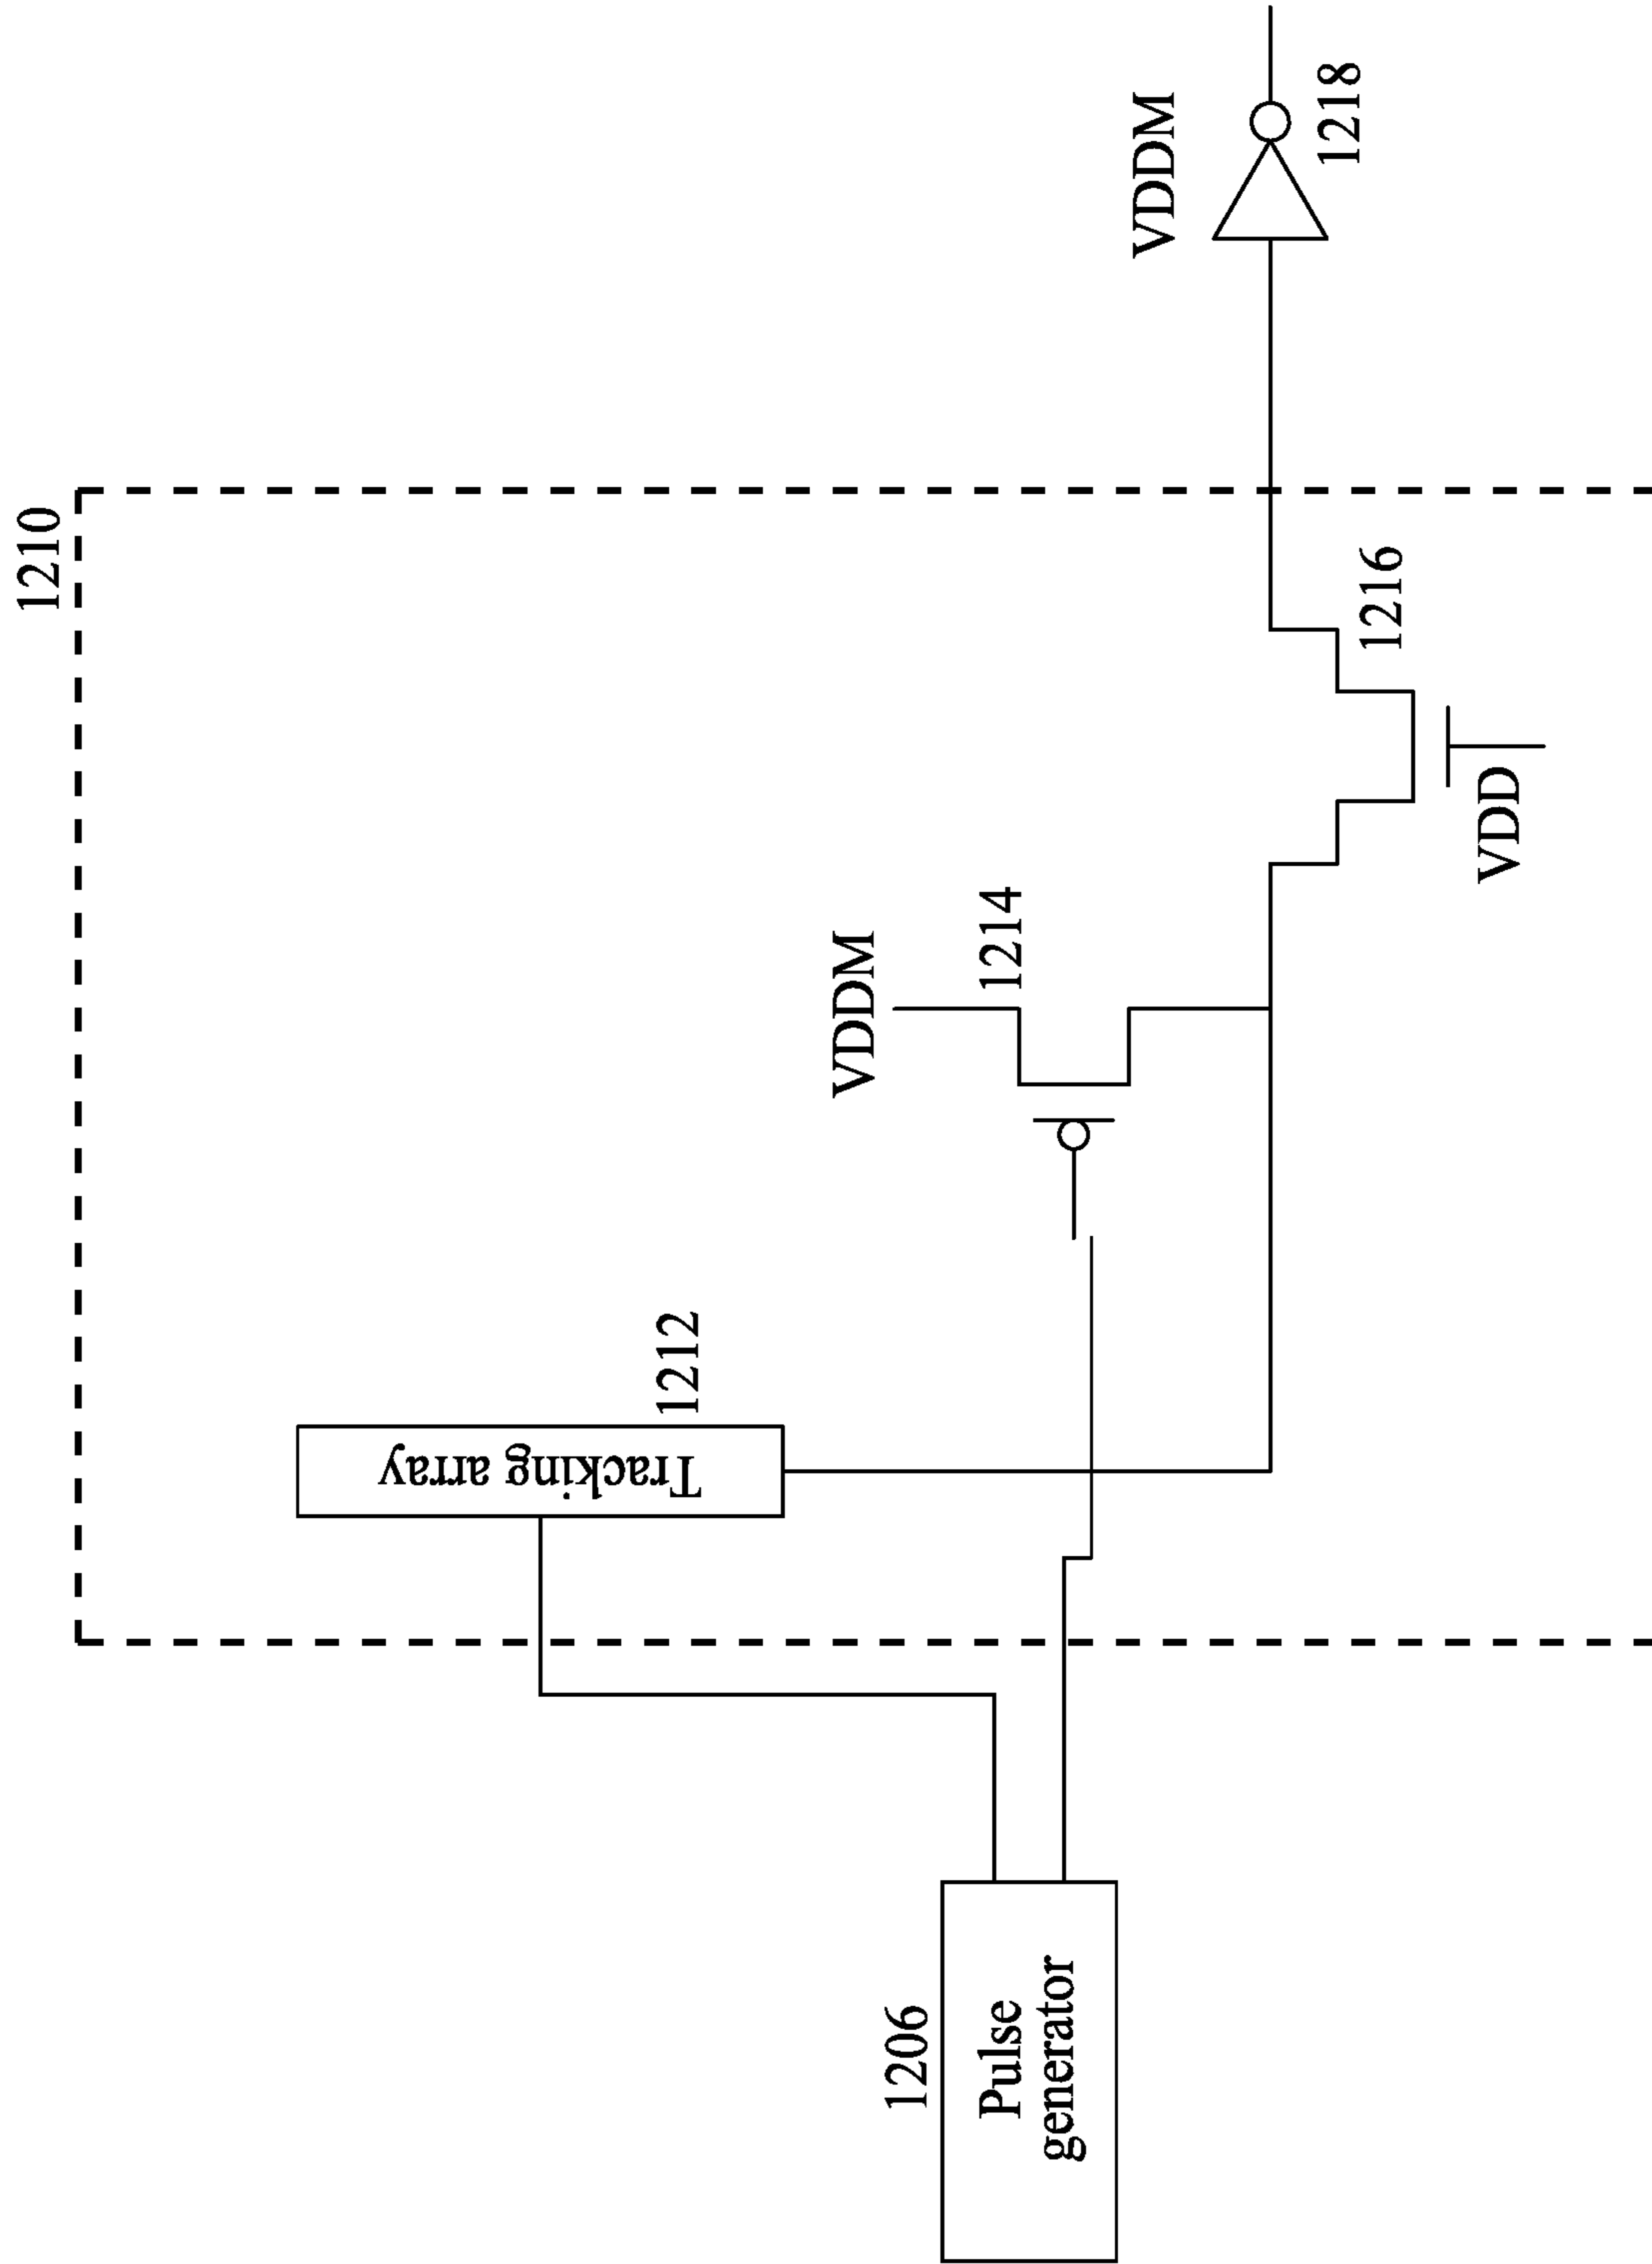 1210
Tracking array
1212
VDDM
1214
1206
Pulse
generator
VDDM
1218
1216
VDD